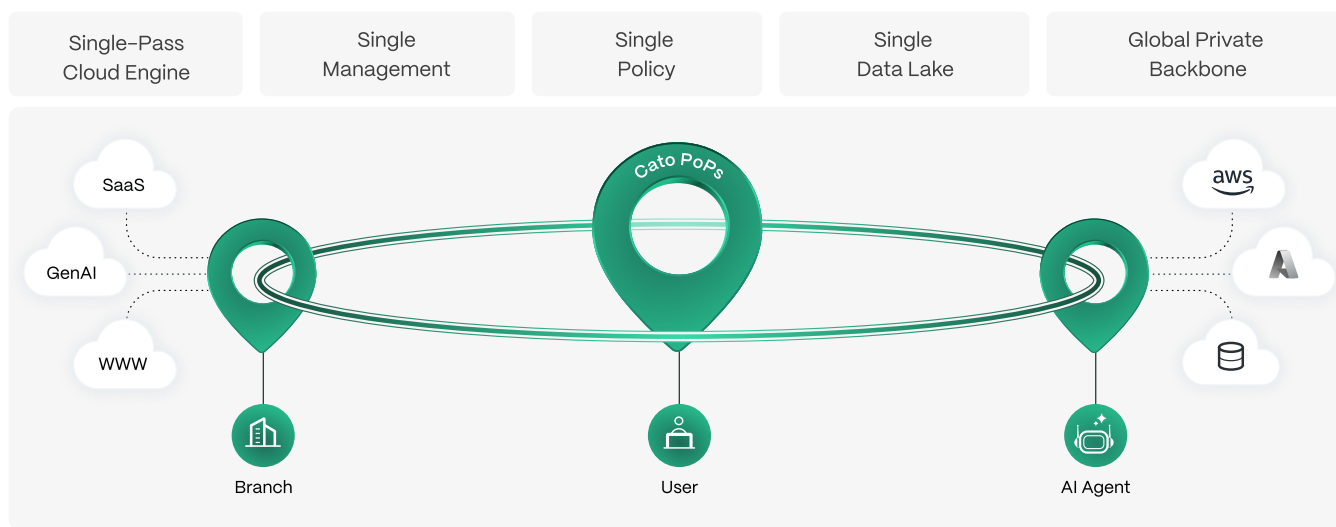 Single-Pass
Cloud Engine
Single
Management
Single
Policy
Single
Data Lake
Global Private
Backbone
Cato PoPs
SaaS
GenAI
WWW
aws
Branch
User
AI Agent